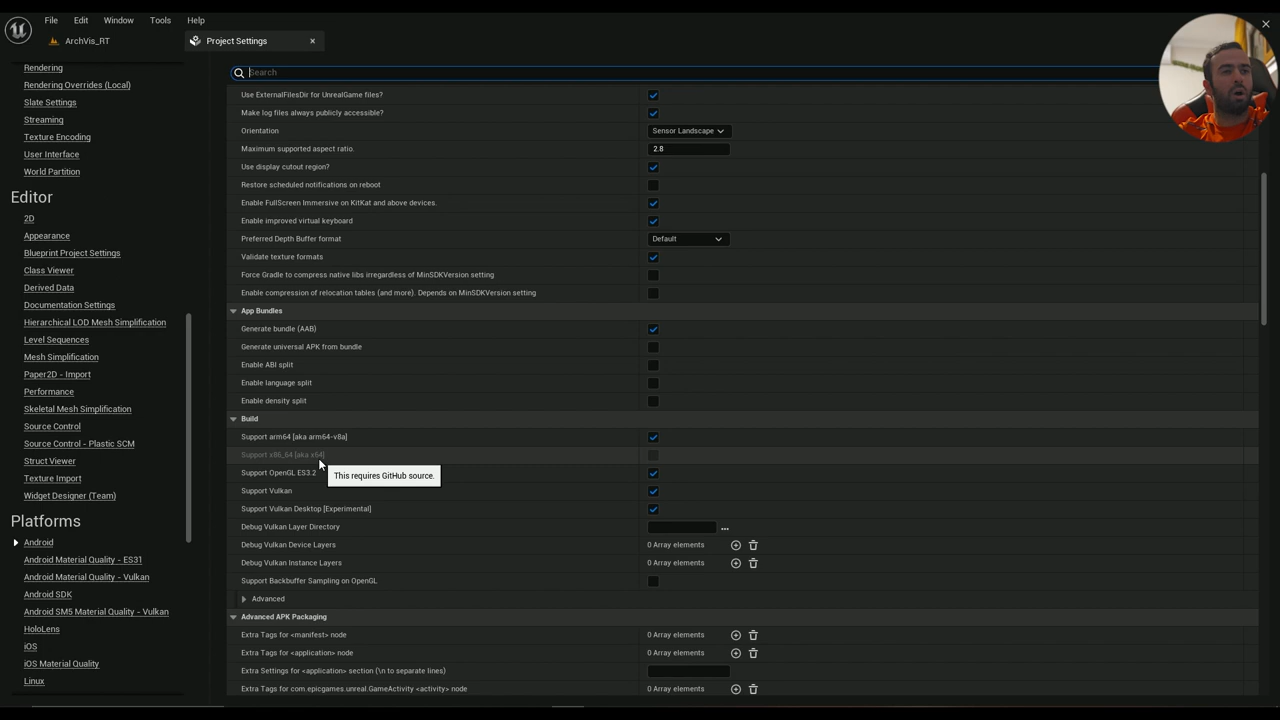 File Edit Window Tools Help
ArchVis_RT
Project Settings
Rendering
Rendering Overrides (Local)
Slate Settings
Streaming
Texture Encoding
User Interface
World Partition
Editor
2D
Appearance
Blueprint Project Settings
Class Viewer
Derived Data
Documentation Settings
Hierarchical LOD Mesh Simplification
Level Sequences
Mesh Simplification
Paper2D - Import
Performance
Skeletal Mesh Simplification
Source Control
Source Control - Plastic SCM
Struct Viewer
Texture Import
Widget Designer (Team)
Platforms
Android
Android Material Quality - ES31
Android Material Quality - Vulkan
Android SDK
Android SM5 Material Quality - Vulkan
HoloLens
iOS
iOS Material Quality
Linux
Search
Use ExternalFilesDir for UnrealGame files?
Make log files always publicly accessible?
Orientation Sensor Landscape
Maximum supported aspect ratio. 2.8
Use display cutout region?
Restore scheduled notifications on reboot
Enable FullScreen Immersive on KitKat and above devices.
Enable improved virtual keyboard
Preferred Depth Buffer format Default
Validate texture formats
Force Gradle to compress native libs irregardless of MinSDKVersion setting
Enable compression of relocation tables (and more). Depends on MinSDKVersion setting
App Bundles
Generate bundle (AAB)
Generate universal APK from bundle
Enable ABI split
Enable language split
Enable density split
Build
Support arm64 [aka arm64-v8a]
Support x86_64 [aka x64]
Support OpenGL ES3.2
This requires GitHub source.
Support Vulkan
Support Vulkan Desktop [Experimental]
Debug Vulkan Layer Directory ...
Debug Vulkan Device Layers 0 Array elements
Debug Vulkan Instance Layers 0 Array elements
Support Backbuffer Sampling on OpenGL
Advanced
Advanced APK Packaging
Extra Tags for <manifest> node 0 Array elements
Extra Tags for <application> node 0 Array elements
Extra Settings for <application> section (\n to separate lines)
Extra Tags for com.epicgames.unreal.GameActivity <activity> node 0 Array elements